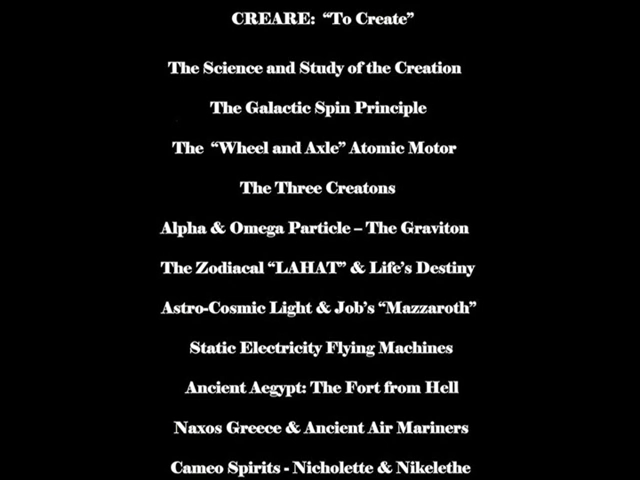 CREARE: “To Create”
The Science and Study of the Creation
The Galactic Spin Principle
The “Wheel and Axle” Atomic Motor
The Three Creatons
Alpha & Omega Particle – The Graviton
The Zodiacal “LAHAT” & Life’s Destiny
Astro-Cosmic Light & Job’s “Mazzaroth”
Static Electricity Flying Machines
Ancient Aegypt: The Fort from Hell
Naxos Greece & Ancient Air Mariners
Cameo Spirits - Nicholette & Nikelethe